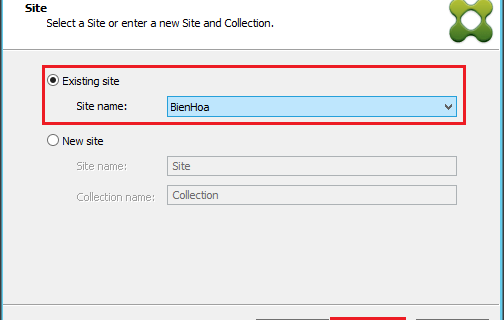 Site
Select a Site or enter a new Site and Collection.
Existing site
Site name: BienHoa
New site
Site name: Site
Collection name: Collection